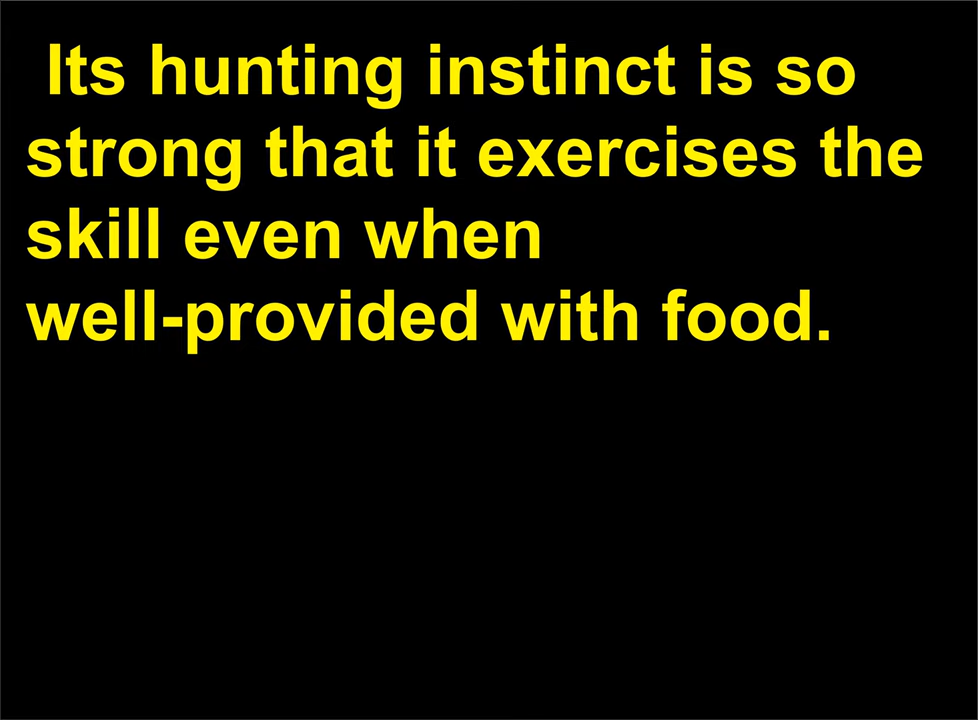 Its hunting instinct is so
strong that it exercises the
skill even when
well-provided with food.